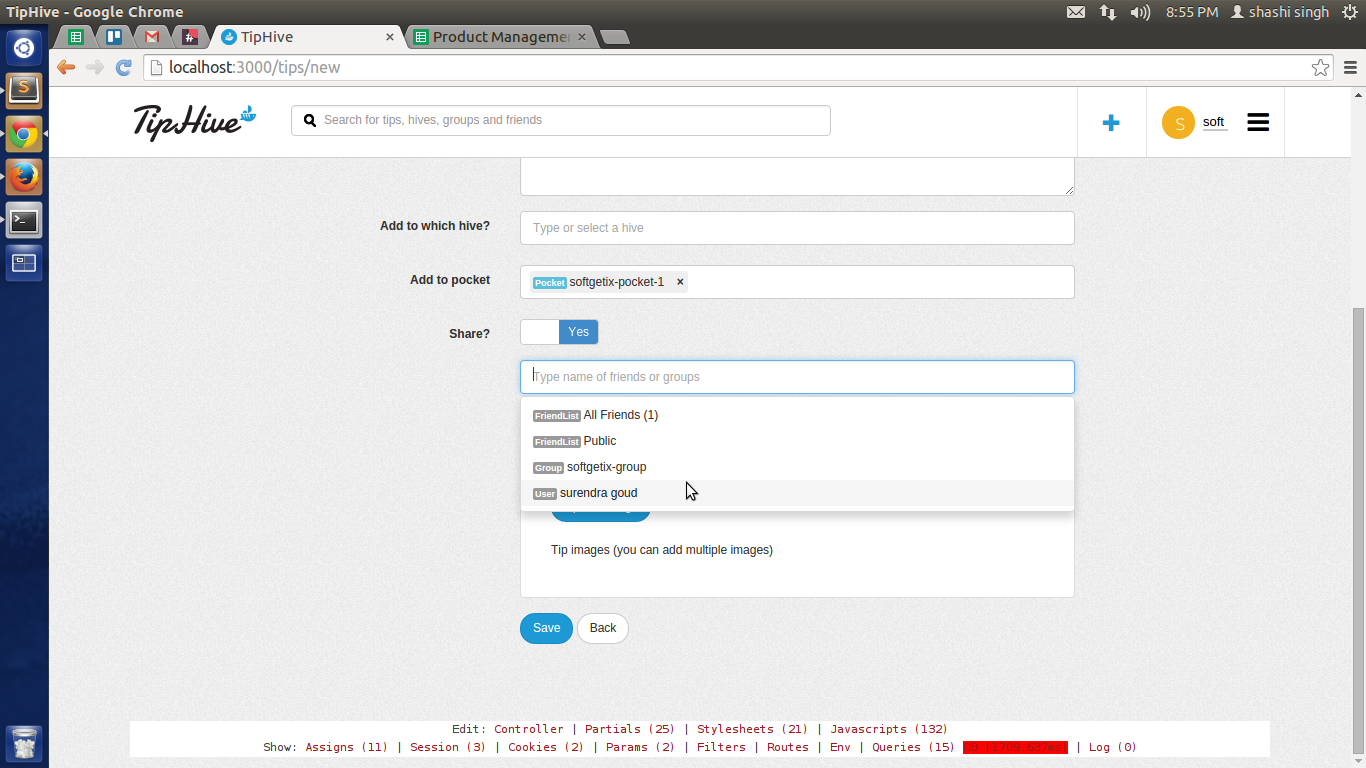 TipHive - Google Chrome
8:55 PM shashi singh
TipHive ×
Product Manageme ×
localhost:3000/tips/new
TipHive
Search for tips, hives, groups and friends
+
S soft
Add to which hive?
Type or select a hive
Add to pocket
Pocket softgetix-pocket-1 ×
Share?
Yes
Type name of friends or groups
FriendList All Friends (1)
FriendList Public
Group softgetix-group
User surendra goud
Tip images (you can add multiple images)
Save Back
Edit: Controller | Partials (25) | Stylesheets (21) | Javascripts (132)
Show: Assigns (11) | Session (3) | Cookies (2) | Params (2) | Filters | Routes | Env | Queries (15) | Log (0)